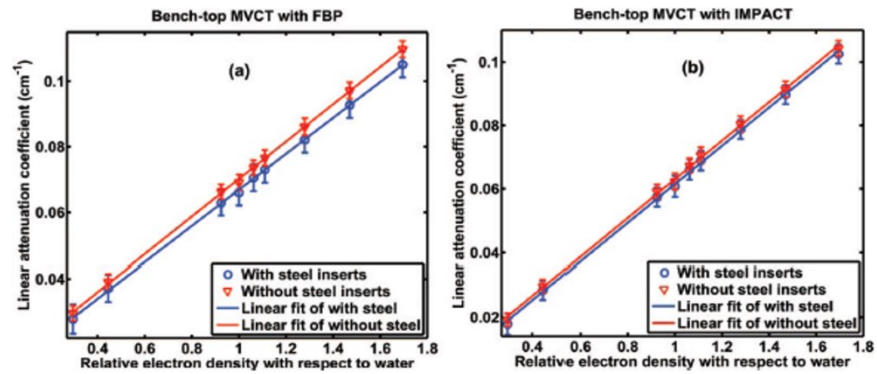 Bench-top MVCT with FBP
(a)
Linear attenuation coefficient (cm⁻¹)
0.1
0.08
0.06
0.04
With steel inserts
Without steel inserts
Linear fit of with steel
Linear fit of without steel
0.4 0.6 0.8 1.0 1.2 1.4 1.6 1.8
Relative electron density with respect to water
Bench-top MVCT with IMPACT
(b)
Linear attenuation coefficient (cm⁻¹)
0.1
0.08
0.06
0.04
0.02
With steel inserts
Without steel inserts
Linear fit of with steel
Linear fit of without steel
0.4 0.6 0.8 1.0 1.2 1.4 1.6 1.8
Relative electron density with respect to water